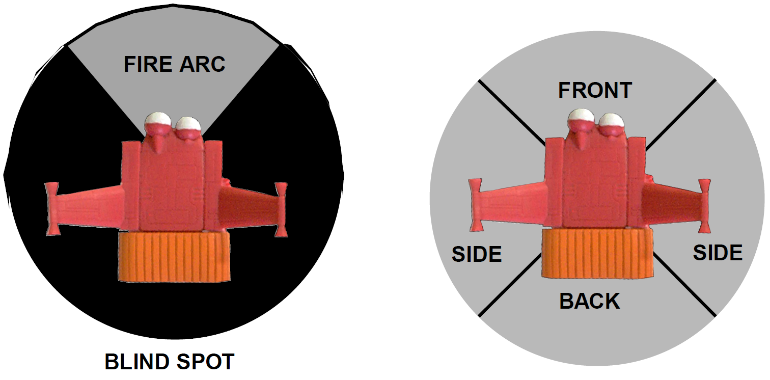 FIRE ARC
BLIND SPOT
FRONT
SIDE
SIDE
BACK